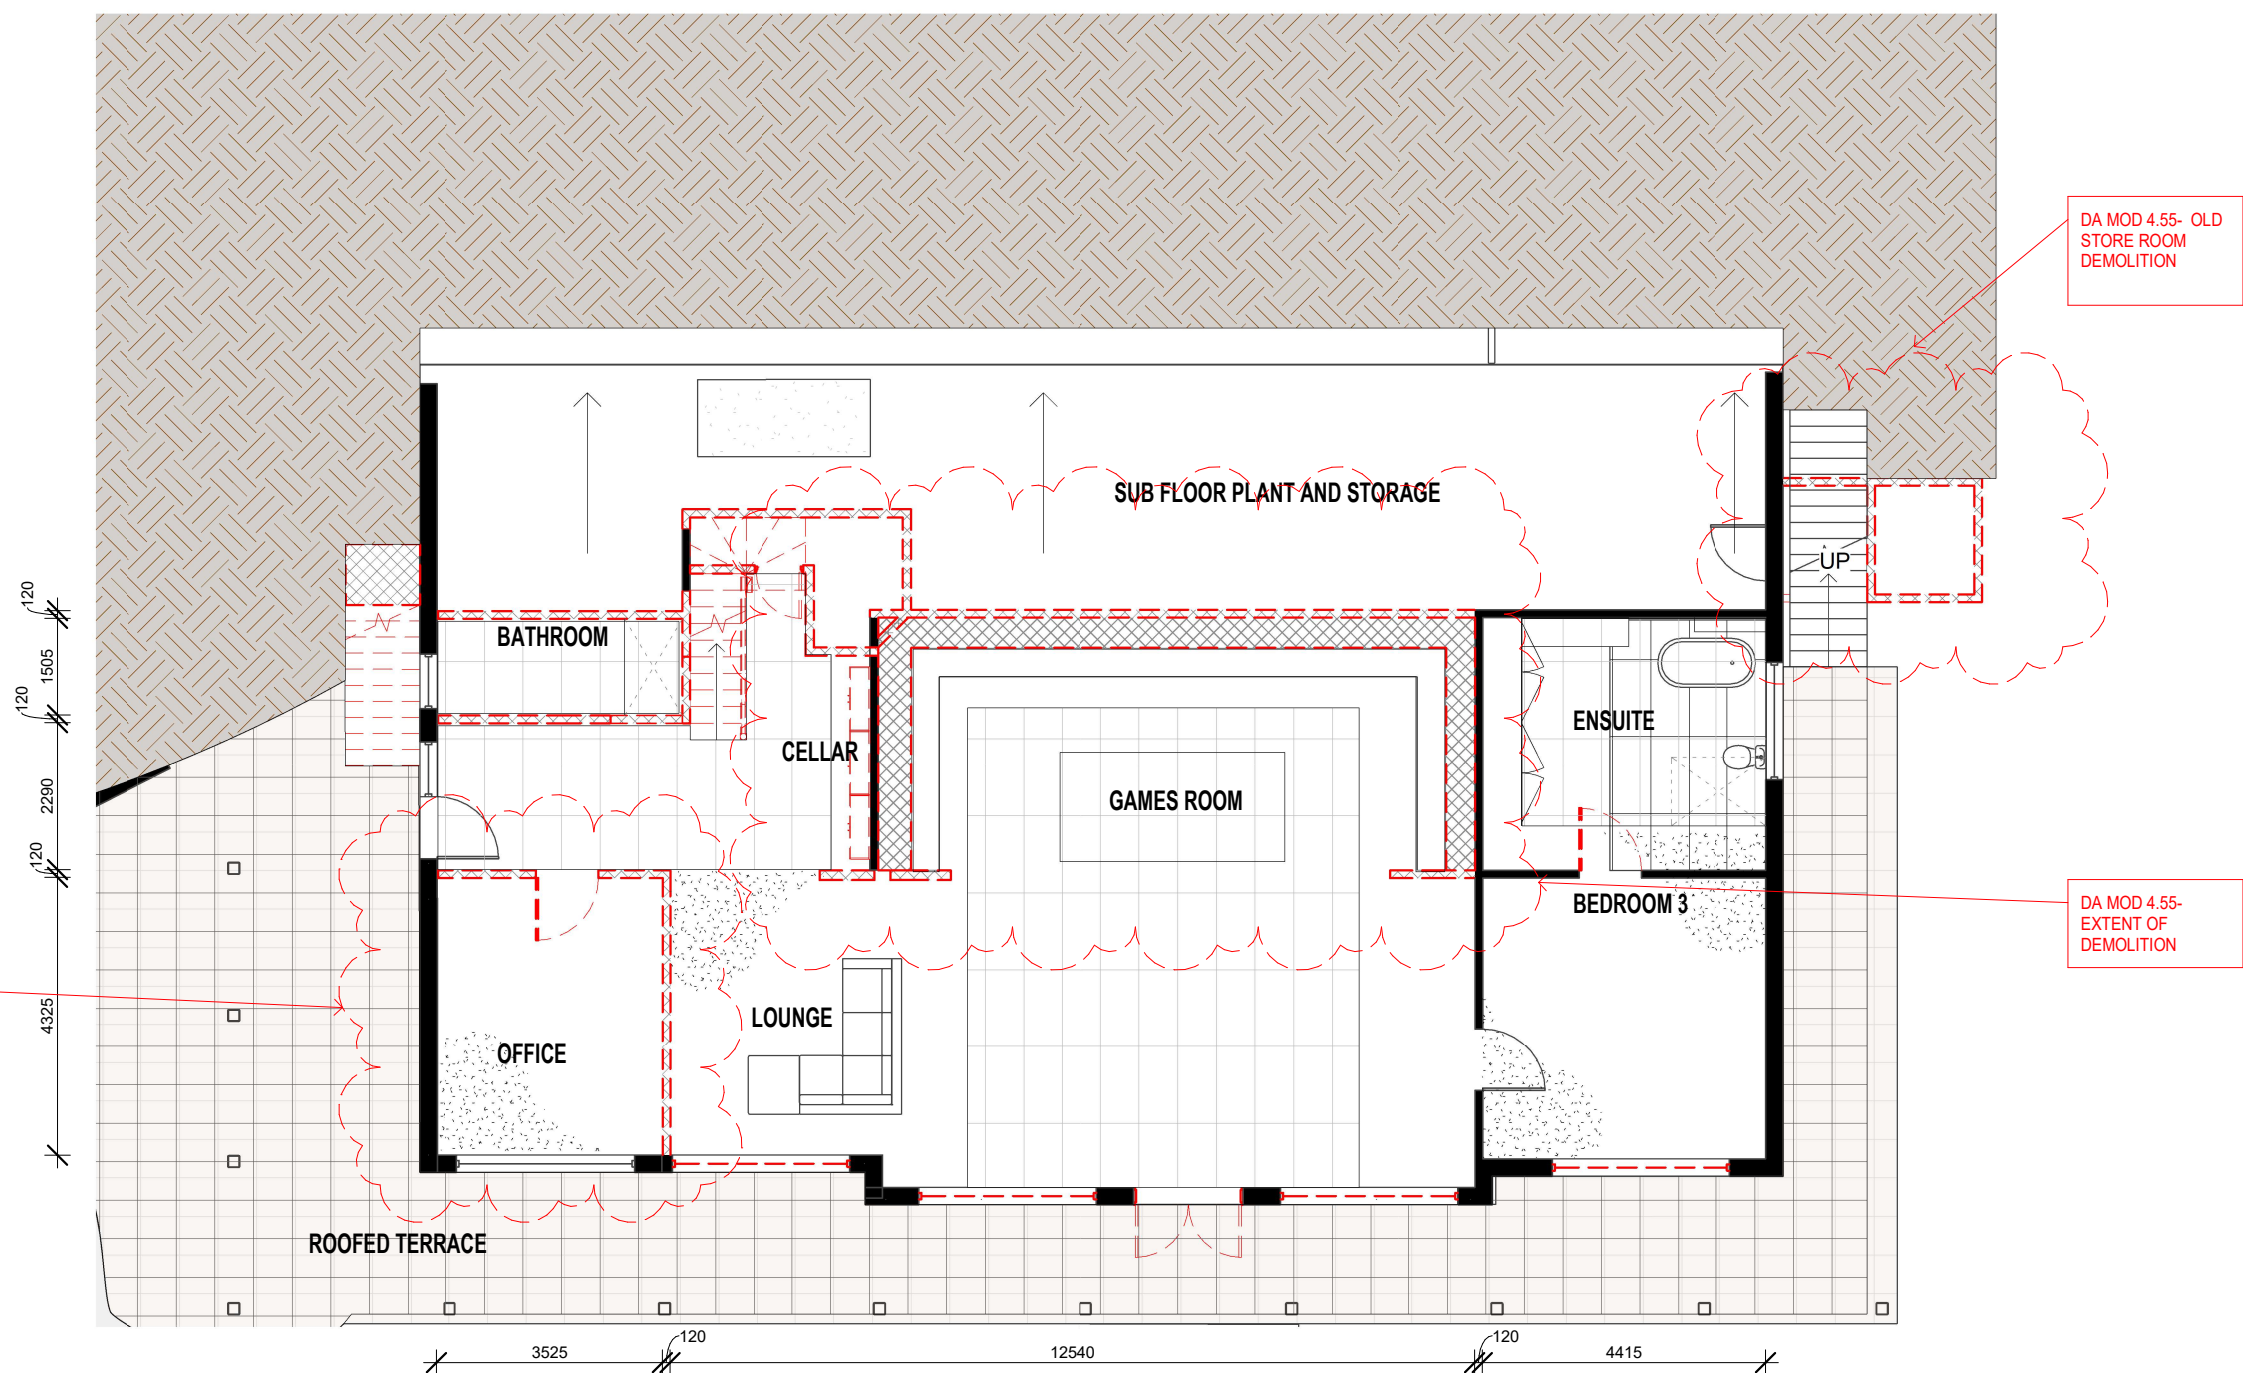 DA MOD 4.55- OLD
STORE ROOM
DEMOLITION
SUB FLOOR PLANT AND STORAGE
UP
120
BATHROOM
1505
120
ENSUITE
CELLAR
2290
GAMES ROOM
120
BEDROOM 3
DA MOD 4.55-
EXTENT OF
DEMOLITION
4325
LOUNGE
OFFICE
ROOFED TERRACE
120
120
3525
12540
4415